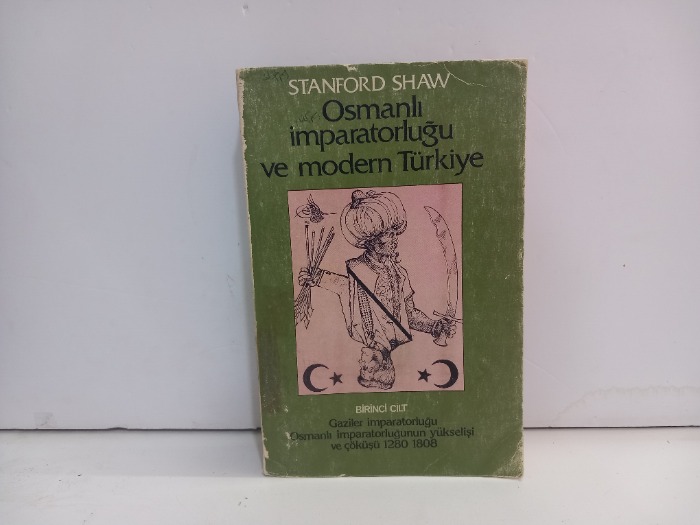 STANFORD SHAW
Osmanlı
imparatorluğu
ve modern Türkiye
BİRİNCİ CİLT
Gaziler imparatorluğu
Osmanlı imparatorluğunun yükselişi
ve çöküşü 1280 1808